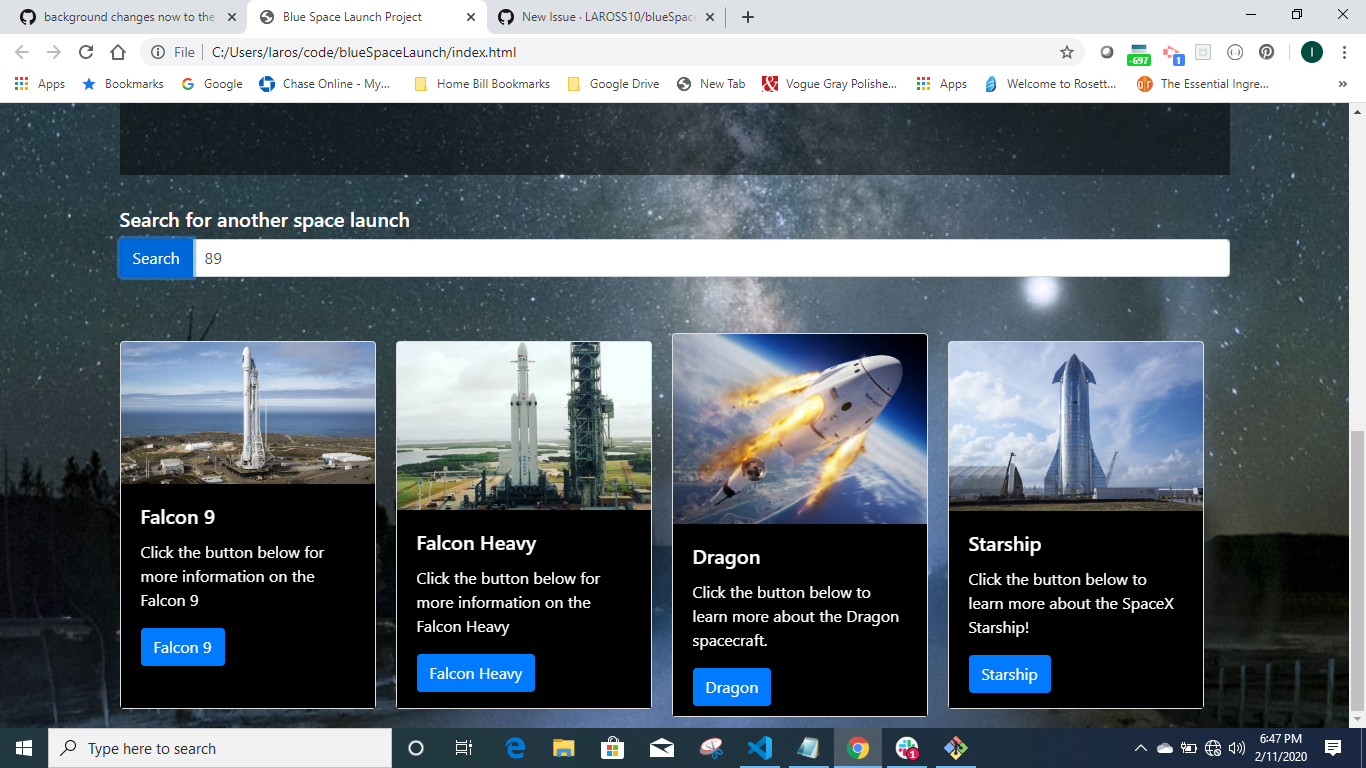 background changes now to the
Blue Space Launch Project
New Issue · LAROSS10/blueSpace
File
C:/Users/laros/code/blueSpaceLaunch/index.html
-697
1
I
Apps
Bookmarks
Google
Chase Online - My...
Home Bill Bookmarks
Google Drive
New Tab
Vogue Gray Polishe...
Apps
Welcome to Rosett...
The Essential Ingre...
»
Search for another space launch
Search
89
Falcon 9
Click the button below for
more information on the
Falcon 9
Falcon 9
Falcon Heavy
Click the button below for
more information on the
Falcon Heavy
Falcon Heavy
Dragon
Click the button below to
learn more about the Dragon
spacecraft.
Dragon
Starship
Click the button below to
learn more about the SpaceX
Starship!
Starship
Type here to search
1
6:47 PM
2/11/2020